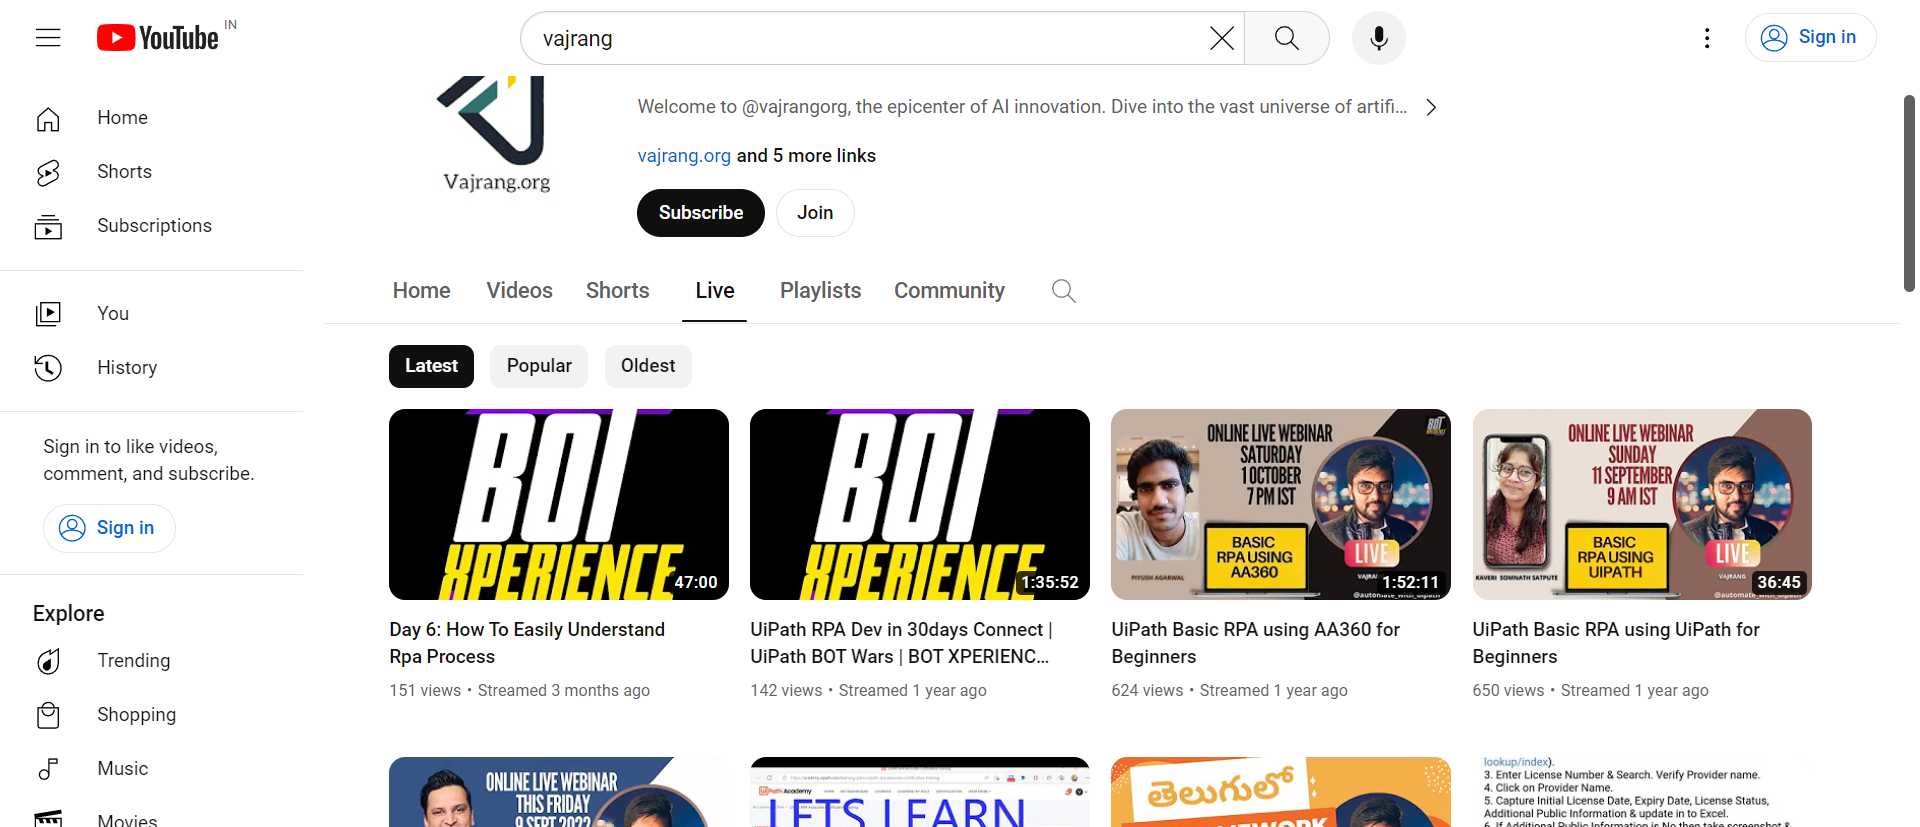 YouTube IN
vajrang
Sign in
Home
Shorts
Subscriptions
You
History
Sign in to like videos,
comment, and subscribe.
Sign in
Explore
Trending
Shopping
Music
Movies
Vajrang.org
Welcome to @vajrangorg, the epicenter of AI innovation. Dive into the vast universe of artifi...
vajrang.org and 5 more links
Subscribe Join
Home Videos Shorts Live Playlists Community
Latest Popular Oldest
BOT
XPERIENCE
47:00
Day 6: How To Easily Understand
Rpa Process
151 views • Streamed 3 months ago
BOT
XPERIENCE
1:35:52
UiPath RPA Dev in 30days Connect |
UiPath BOT Wars | BOT XPERIENC...
142 views • Streamed 1 year ago
BOT
ONLINE LIVE WEBINAR
SATURDAY
1 OCTOBER
7 PM IST
BASIC
RPA USING
AA360
LIVE
PIYUSH AGARWAL
1:52:11
@automate_with_uipath
UiPath Basic RPA using AA360 for
Beginners
624 views • Streamed 1 year ago
ONLINE LIVE WEBINAR
SUNDAY
11 SEPTEMBER
9 AM IST
BASIC
RPA USING
UIPATH
LIVE
KAVERI SOMNATH SATPUTE
VAJRANG
36:45
@automate_with_uipath
UiPath Basic RPA using UiPath for
Beginners
650 views • Streamed 1 year ago
ONLINE LIVE WEBINAR
THIS FRIDAY
9 SEPT 2022
UiPath Academy
LETS LEARN
తెలుగులో
lookup/index).
3. Enter License Number & Search. Verify Provider name.
4. Click on Provider Name.
5. Capture Initial License Date, Expiry Date, License Status,
Additional Public Information & update in to Excel.
6. If Additional Public Information is No then take screenshot &